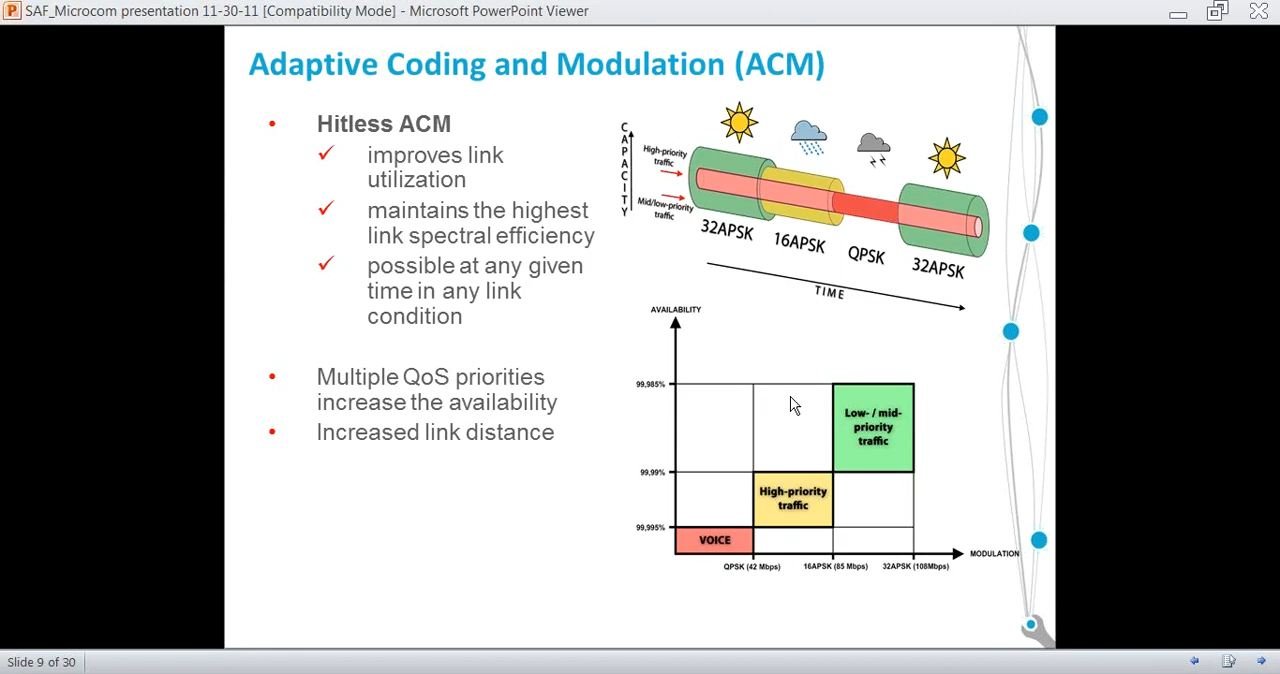 SAF_Microcom presentation 11-30-11 [Compatibility Mode] - Microsoft PowerPoint Viewer
Adaptive Coding and Modulation (ACM)
• Hitless ACM
✓ improves link
utilization
✓ maintains the highest
link spectral efficiency
✓ possible at any given
time in any link
condition
• Multiple QoS priorities
increase the availability
• Increased link distance
CAPACITY
High-priority
traffic
Mid/low-priority
traffic
32APSK
16APSK
QPSK
32APSK
TIME
AVAILABILITY
99,985%
Low- / mid-
priority
traffic
99,99%
High-priority
traffic
99,995%
VOICE
MODULATION
QPSK (42 Mbps)
16APSK (85 Mbps)
32APSK (108Mbps)
Slide 9 of 30